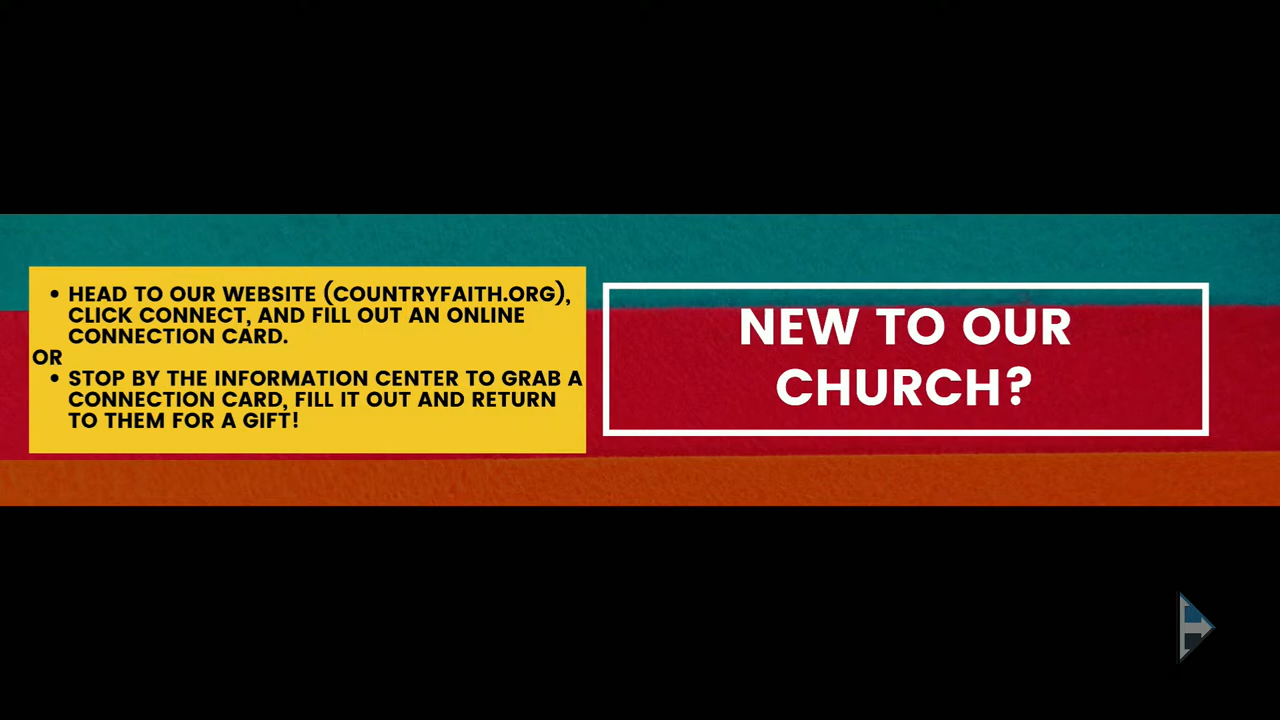 • HEAD TO OUR WEBSITE (COUNTRYFAITH.ORG),
CLICK CONNECT, AND FILL OUT AN ONLINE
CONNECTION CARD.
OR
• STOP BY THE INFORMATION CENTER TO GRAB A
CONNECTION CARD, FILL IT OUT AND RETURN
TO THEM FOR A GIFT!
NEW TO OUR
CHURCH?